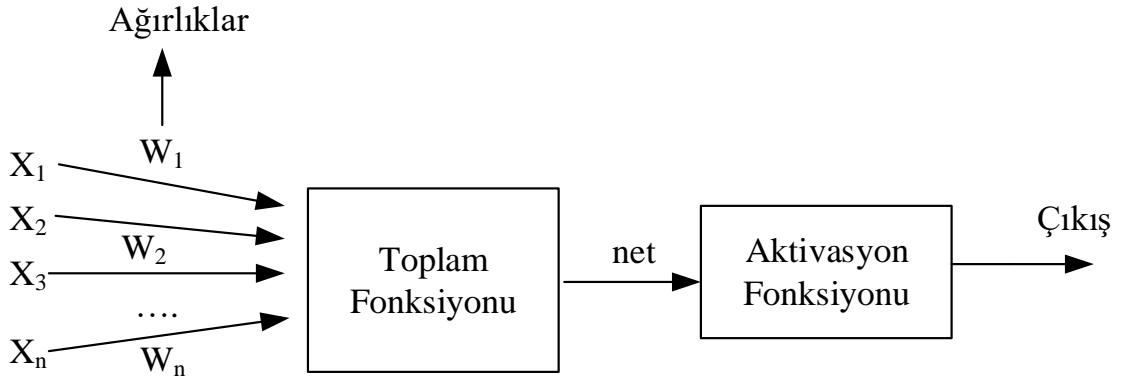 Ağırlıklar
W₁
X₁
X₂
W₂
X₃
....
Xₙ
Wₙ
Toplam
Fonksiyonu
net
Aktivasyon
Fonksiyonu
Çıkış